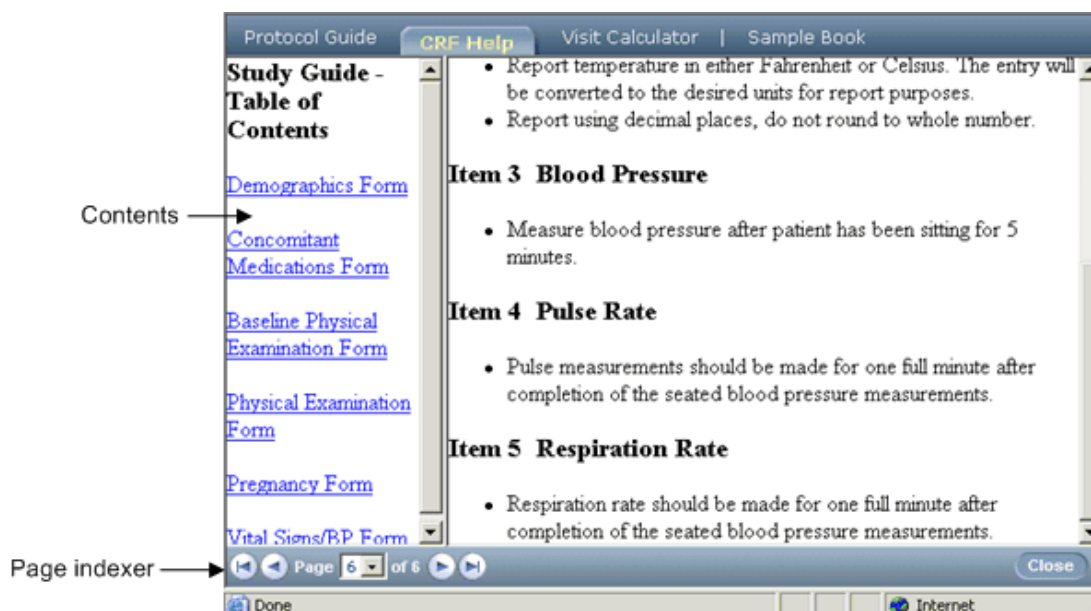 Protocol Guide CRF Help Visit Calculator | Sample Book
Study Guide -
Table of
Contents
Demographics Form
Concomitant
Medications Form
Baseline Physical
Examination Form
Physical Examination
Form
Pregnancy Form
Vital Signs/BP Form
• Report temperature in either Fahrenheit or Celsius. The entry will
be converted to the desired units for report purposes.
• Report using decimal places, do not round to whole number.
Item 3 Blood Pressure
• Measure blood pressure after patient has been sitting for 5
minutes.
Item 4 Pulse Rate
• Pulse measurements should be made for one full minute after
completion of the seated blood pressure measurements.
Item 5 Respiration Rate
• Respiration rate should be made for one full minute after
completion of the seated blood pressure measurements.
Contents
Page indexer
Page 6 of 6 Close
Done Internet